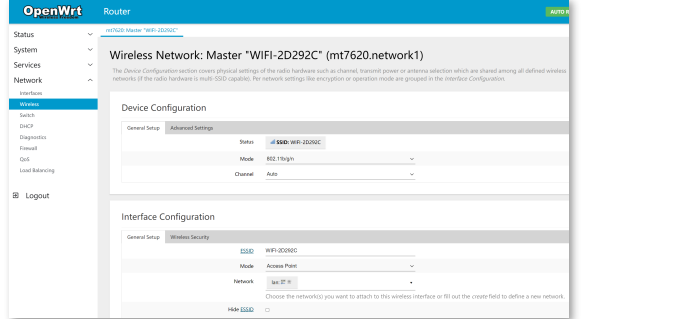 OpenWrt
Router
AUTO R
Status
System
Services
Network
Interfaces
Wireless
Switch
DHCP
Diagnostics
Firewall
QoS
Load Balancing
Logout
mt7620: Master "WIFI-2D292C"
Wireless Network: Master "WIFI-2D292C" (mt7620.network1)
The Device Configuration section covers physical settings of the radio hardware such as channel, transmit power or antenna selection which are shared among all defined wireless
networks (if the radio hardware is multi-SSID capable). Per network settings like encryption or operation mode are grouped in the Interface Configuration.
Device Configuration
General Setup Advanced Settings
Status SSID: WIFI-2D292C
Mode 802.11b/g/n
Channel Auto
Interface Configuration
General Setup Wireless Security
ESSID WIFI-2D292C
Mode Access Point
Network lan:
Choose the network(s) you want to attach to this wireless interface or fill out the create field to define a new network.
Hide ESSID